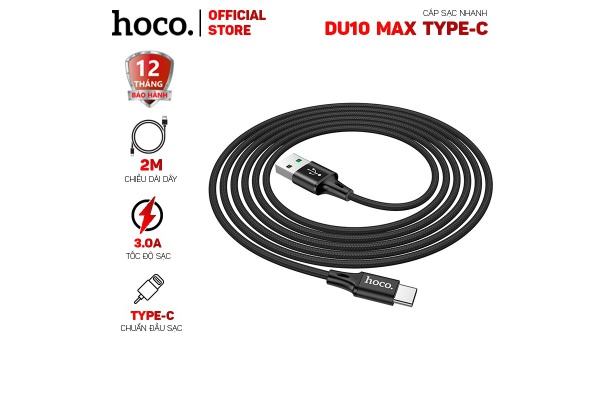 hoco.
OFFICIAL
STORE
CÁP SẠC NHANH
DU10 MAX TYPE-C
12
THÁNG
BẢO HÀNH
2M
CHIỀU DÀI DÂY
3.0A
TỐC ĐỘ SẠC
TYPE-C
CHUẨN ĐẦU SẠC
hoco.